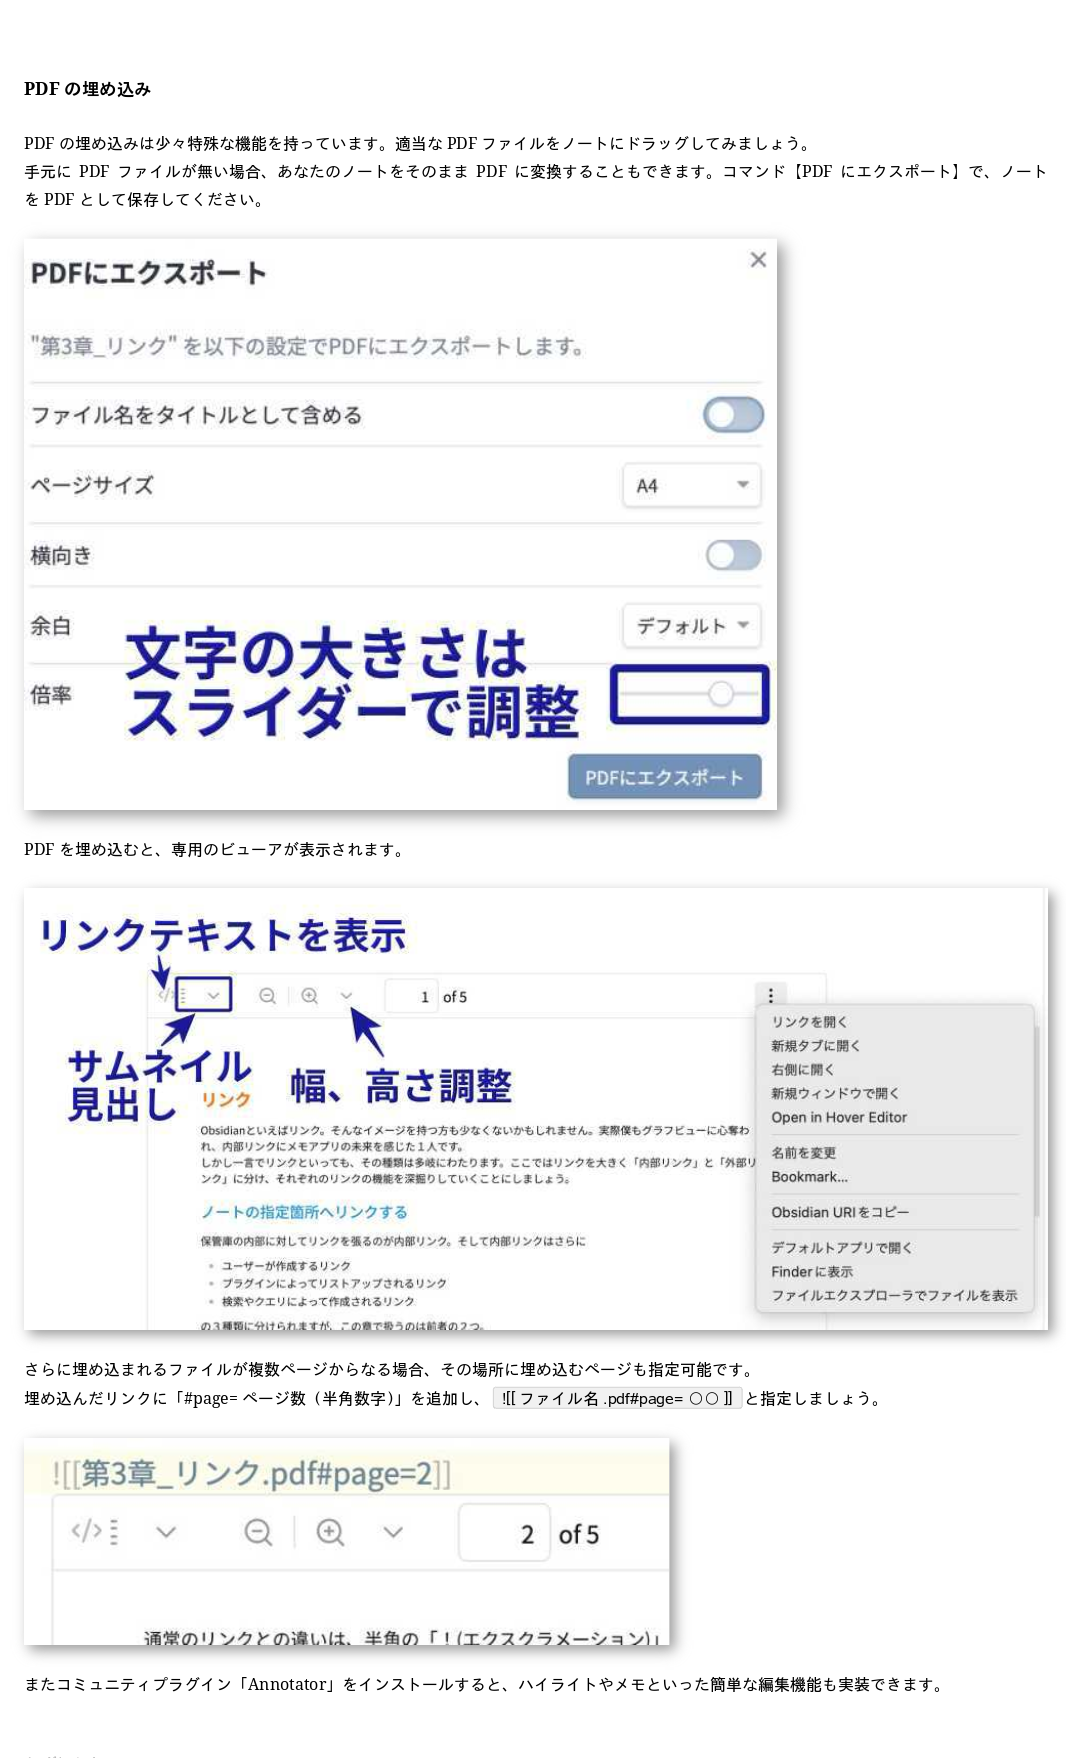 PDF の埋め込み
PDF の埋め込みは少々特殊な機能を持っています。適当な PDF ファイルをノートにドラッグしてみましょう。
手元に PDF ファイルが無い場合、あなたのノートをそのまま PDF に変換することもできます。コマンド【PDF にエクスポート】で、ノート
を PDF として保存してください。
PDFにエクスポート
"第3章_リンク" を以下の設定でPDFにエクスポートします。
ファイル名をタイトルとして含める
ページサイズ A4
横向き
余白 デフォルト
文字の大きさは
倍率 スライダーで調整
PDFにエクスポート
PDF を埋め込むと、専用のビューアが表示されます。
リンクテキストを表示
</> 1 of 5
サムネイル
見出し
幅、高さ調整
リンク
Obsidianといえばリンク。そんなイメージを持つ方も少なくないかもしれません。実際僕もグラフビューに心奪わ
れ、内部リンクにメモアプリの未来を感じた１人です。
しかし一言でリンクといっても、その種類は多岐にわたります。ここではリンクを大きく「内部リンク」と「外部リ
ンク」に分け、それぞれのリンクの機能を深掘りしていくことにしましょう。
ノートの指定箇所へリンクする
保管庫の内部に対してリンクを張るのが内部リンク。そして内部リンクはさらに
ユーザーが作成するリンク
プラグインによってリストアップされるリンク
検索やクエリによって作成されるリンク
の３種類に分けられますが、この章で扱うのは前者の２つ。
リンクを開く
新規タブに開く
右側に開く
新規ウィンドウで開く
Open in Hover Editor
名前を変更
Bookmark...
Obsidian URIをコピー
デフォルトアプリで開く
Finderに表示
ファイルエクスプローラでファイルを表示
さらに埋め込まれるファイルが複数ページからなる場合、その場所に埋め込むページも指定可能です。
埋め込んだリンクに「#page= ページ数（半角数字）」を追加し、 ![[ ファイル名 .pdf#page= ○○ ]] と指定しましょう。
![[第3章_リンク.pdf#page=2]]
</> 2 of 5
通常のリンクとの違いは、半角の「！(エクスクラメーション)」
またコミュニティプラグイン「Annotator」をインストールすると、ハイライトやメモといった簡単な編集機能も実装できます。